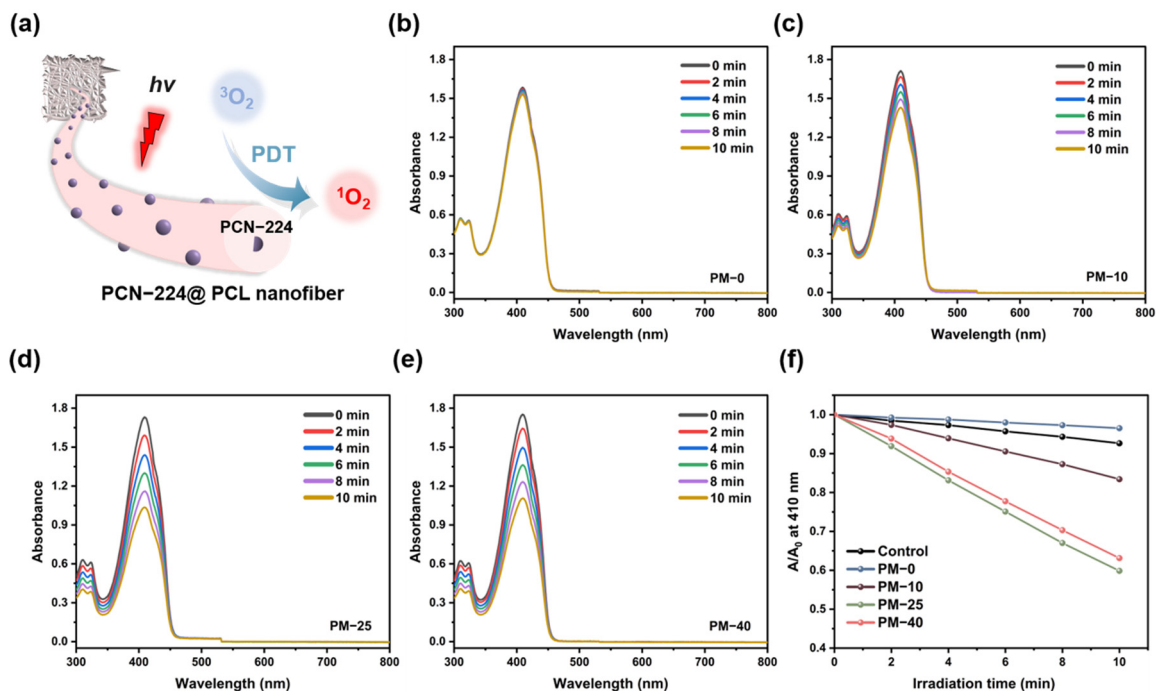 (a)
hv
³O₂
PDT
¹O₂
PCN−224
PCN−224@ PCL nanofiber
(b)
Absorbance
1.8
1.5
1.2
0.9
0.6
0.3
0.0
0 min
2 min
4 min
6 min
8 min
10 min
PM−0
300 400 500 600 700 800
Wavelength (nm)
(c)
Absorbance
1.8
1.5
1.2
0.9
0.6
0.3
0.0
0 min
2 min
4 min
6 min
8 min
10 min
PM−10
300 400 500 600 700 800
Wavelength (nm)
(d)
Absorbance
1.8
1.5
1.2
0.9
0.6
0.3
0.0
0 min
2 min
4 min
6 min
8 min
10 min
PM−25
300 400 500 600 700 800
Wavelength (nm)
(e)
Absorbance
1.8
1.5
1.2
0.9
0.6
0.3
0.0
0 min
2 min
4 min
6 min
8 min
10 min
PM−40
300 400 500 600 700 800
Wavelength (nm)
(f)
A/A₀ at 410 nm
1.0
0.9
0.8
0.7
0.6
0.5
0.4
Control
PM−0
PM−10
PM−25
PM−40
0 2 4 6 8 10
Irradiation time (min)